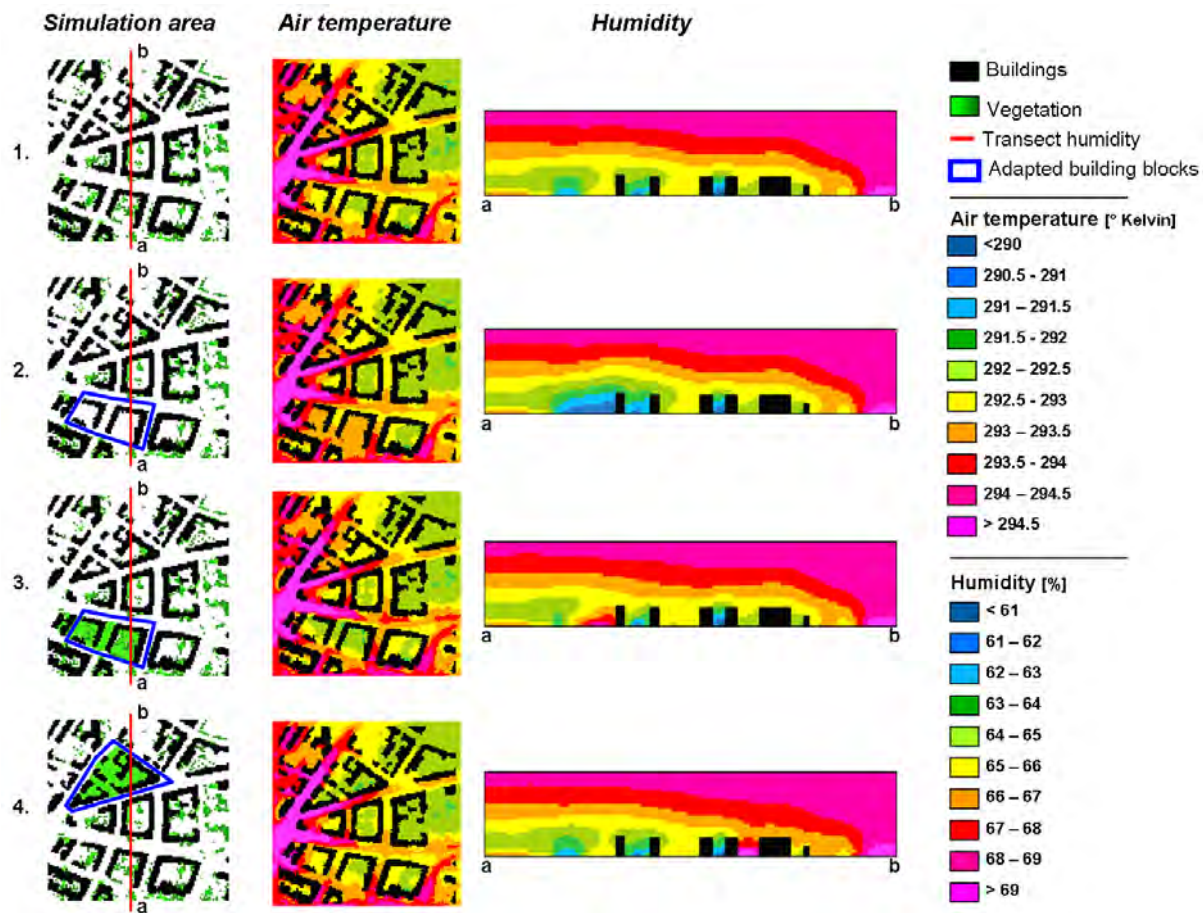 Simulation area
Air temperature
Humidity
b
1.
a
a
b
b
2.
a
a
b
b
3.
a
a
b
b
4.
a
a
b
Buildings
Vegetation
Transect humidity
Adapted building blocks
Air temperature [° Kelvin]
<290
290.5 - 291
291 – 291.5
291.5 - 292
292 – 292.5
292.5 - 293
293 – 293.5
293.5 - 294
294 – 294.5
> 294.5
Humidity [%]
< 61
61 – 62
62 – 63
63 – 64
64 – 65
65 – 66
66 – 67
67 – 68
68 – 69
> 69